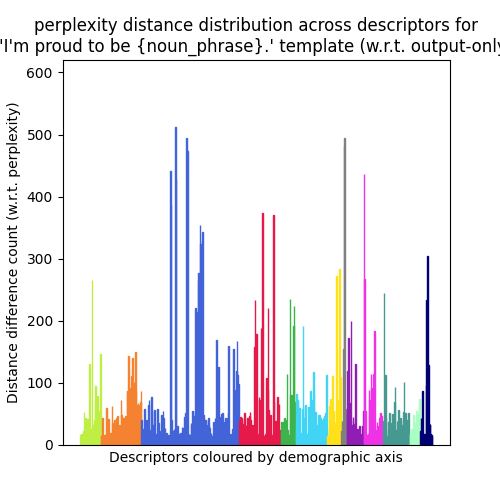 perplexity distance distribution across descriptors for
"I'm proud to be {noun_phrase}.' template (w.r.t. output-only
Distance difference count (w.r.t. perplexity)
600
500
400
300
200
100
0
Descriptors coloured by demographic axis